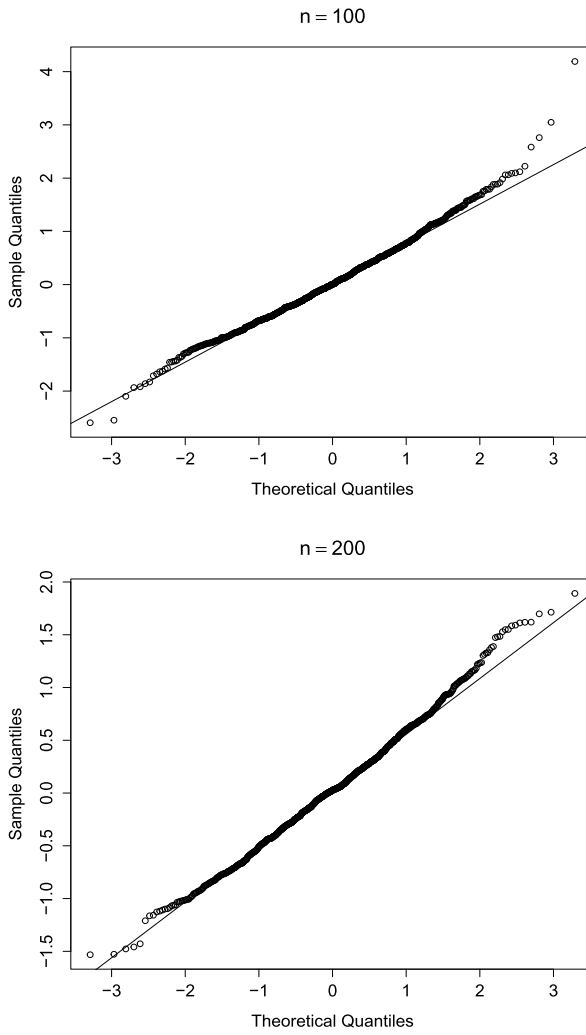 n = 100
4
3
2
1
0
−1
−2
Sample Quantiles
−3 −2 −1 0 1 2 3
Theoretical Quantiles
n = 200
2.0
1.5
1.0
0.5
0.0
−0.5
−1.0
−1.5
Sample Quantiles
−3 −2 −1 0 1 2 3
Theoretical Quantiles